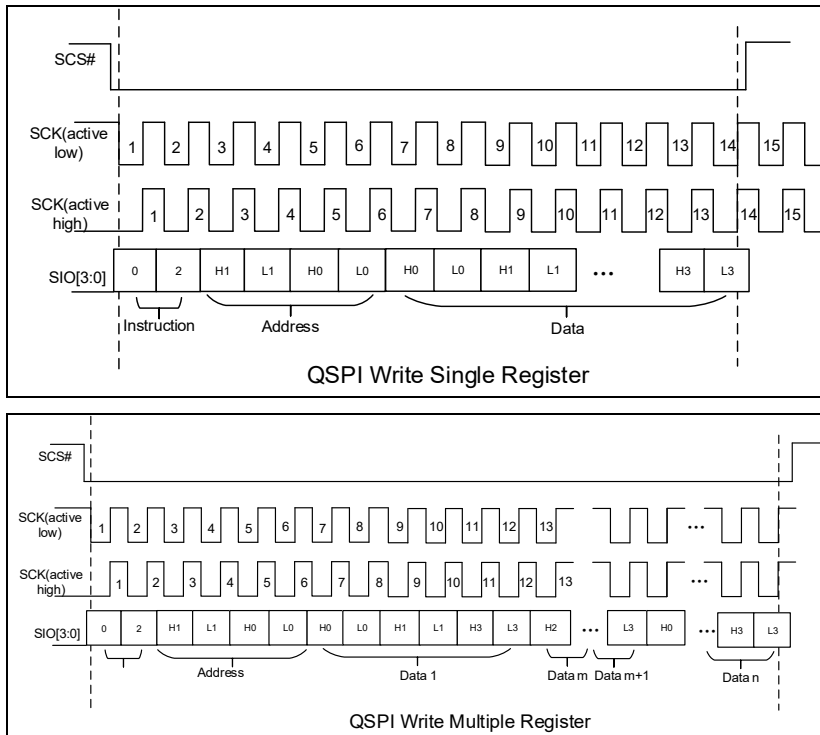 SCS#
SCK(active low)
1 2 3 4 5 6 7 8 9 10 11 12 13 14 15
SCK(active high)
1 2 3 4 5 6 7 8 9 10 11 12 13 14 15
SIO[3:0]
0 2 H1 L1 H0 L0 H0 L0 H1 L1 ... H3 L3
Instruction Address Data
QSPI Write Single Register
SCS#
SCK(active low)
1 2 3 4 5 6 7 8 9 10 11 12 13 ...
SCK(active high)
1 2 3 4 5 6 7 8 9 10 11 12 13 ...
SIO[3:0]
0 2 H1 L1 H0 L0 H0 L0 H1 L1 H3 L3 H2 ... L3 H0 ... H3 L3
Address Data 1 Data m Data m+1 Data n
QSPI Write Multiple Register